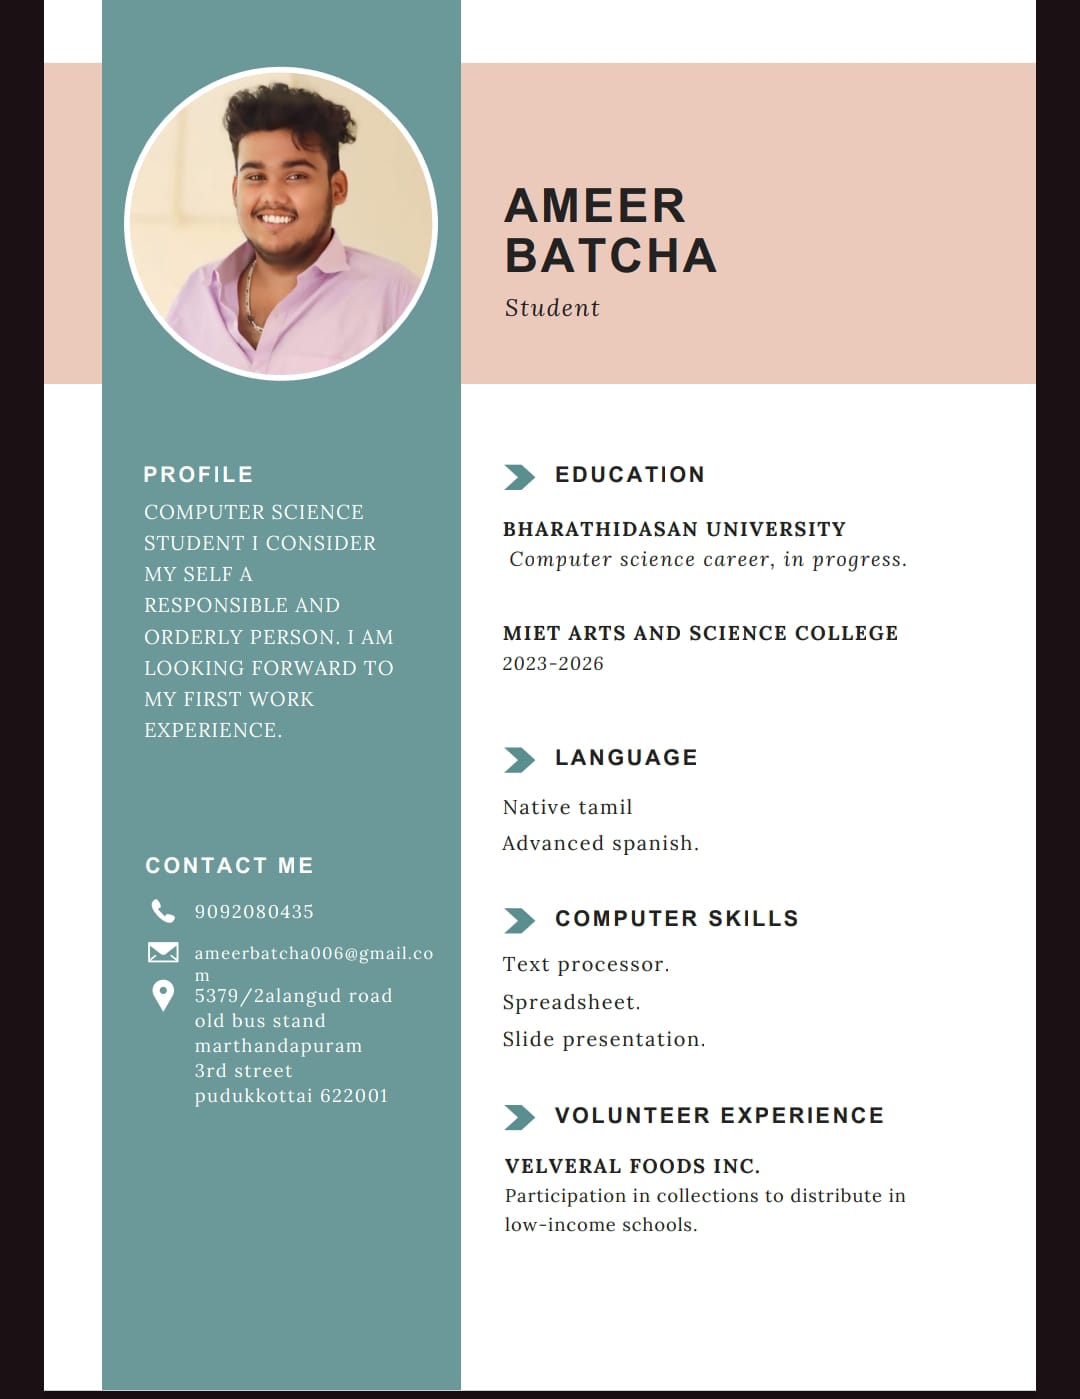 AMEER
BATCHA
Student
PROFILE
COMPUTER SCIENCE
STUDENT I CONSIDER
MY SELF A
RESPONSIBLE AND
ORDERLY PERSON. I AM
LOOKING FORWARD TO
MY FIRST WORK
EXPERIENCE.
CONTACT ME
9092080435
ameerbatcha006@gmail.co
m
5379/2alangud road
old bus stand
marthandapuram
3rd street
pudukkottai 622001
EDUCATION
BHARATHIDASAN UNIVERSITY
Computer science career, in progress.
MIET ARTS AND SCIENCE COLLEGE
2023-2026
LANGUAGE
Native tamil
Advanced spanish.
COMPUTER SKILLS
Text processor.
Spreadsheet.
Slide presentation.
VOLUNTEER EXPERIENCE
VELVERAL FOODS INC.
Participation in collections to distribute in
low-income schools.